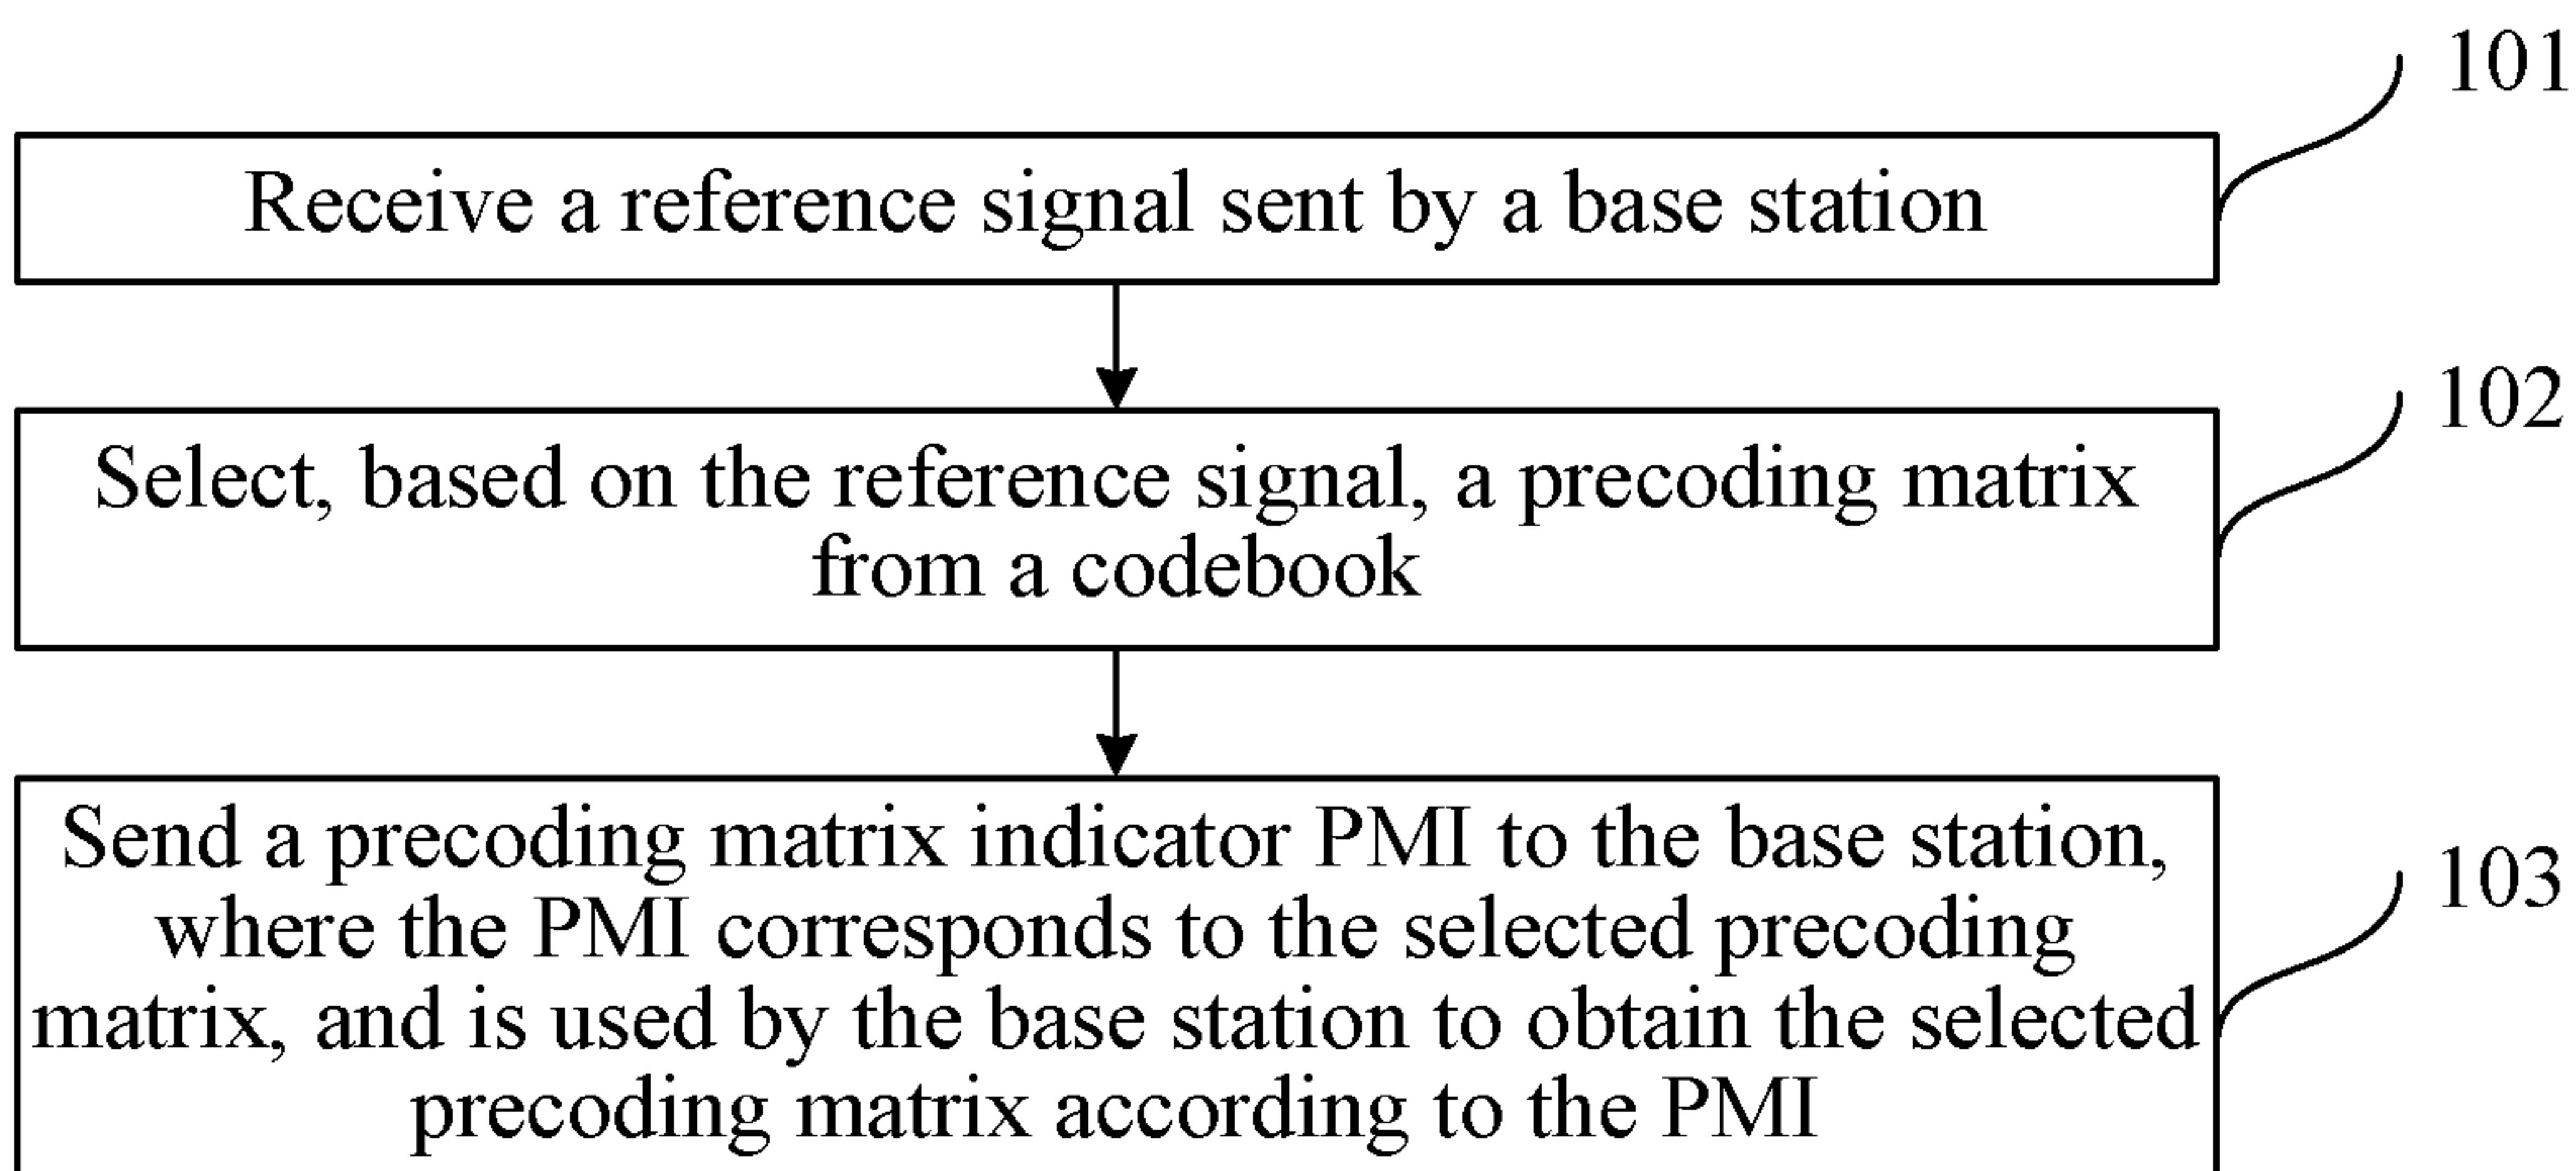 101
Receive a reference signal sent by a base station
102
Select, based on the reference signal, a precoding matrix
from a codebook
Send a precoding matrix indicator PMI to the base station,
where the PMI corresponds to the selected precoding
103
matrix, and is used by the base station to obtain the selected
precoding matrix according to the PMI